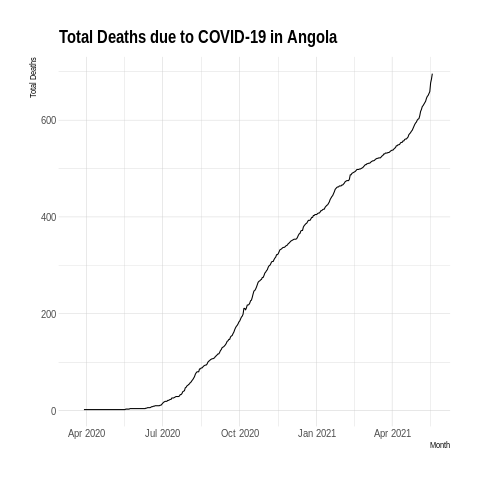 Total Deaths due to COVID-19 in Angola
Total Deaths
600
400
200
0
Apr 2020 Jul 2020 Oct 2020 Jan 2021 Apr 2021
Month